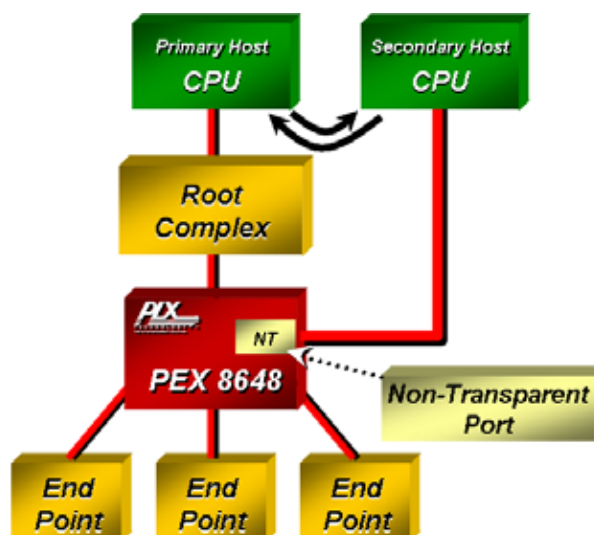 Primary Host
CPU
Secondary Host
CPU
Root
Complex
PLX
NT
PEX 8648
Non-Transparent
Port
End
Point
End
Point
End
Point